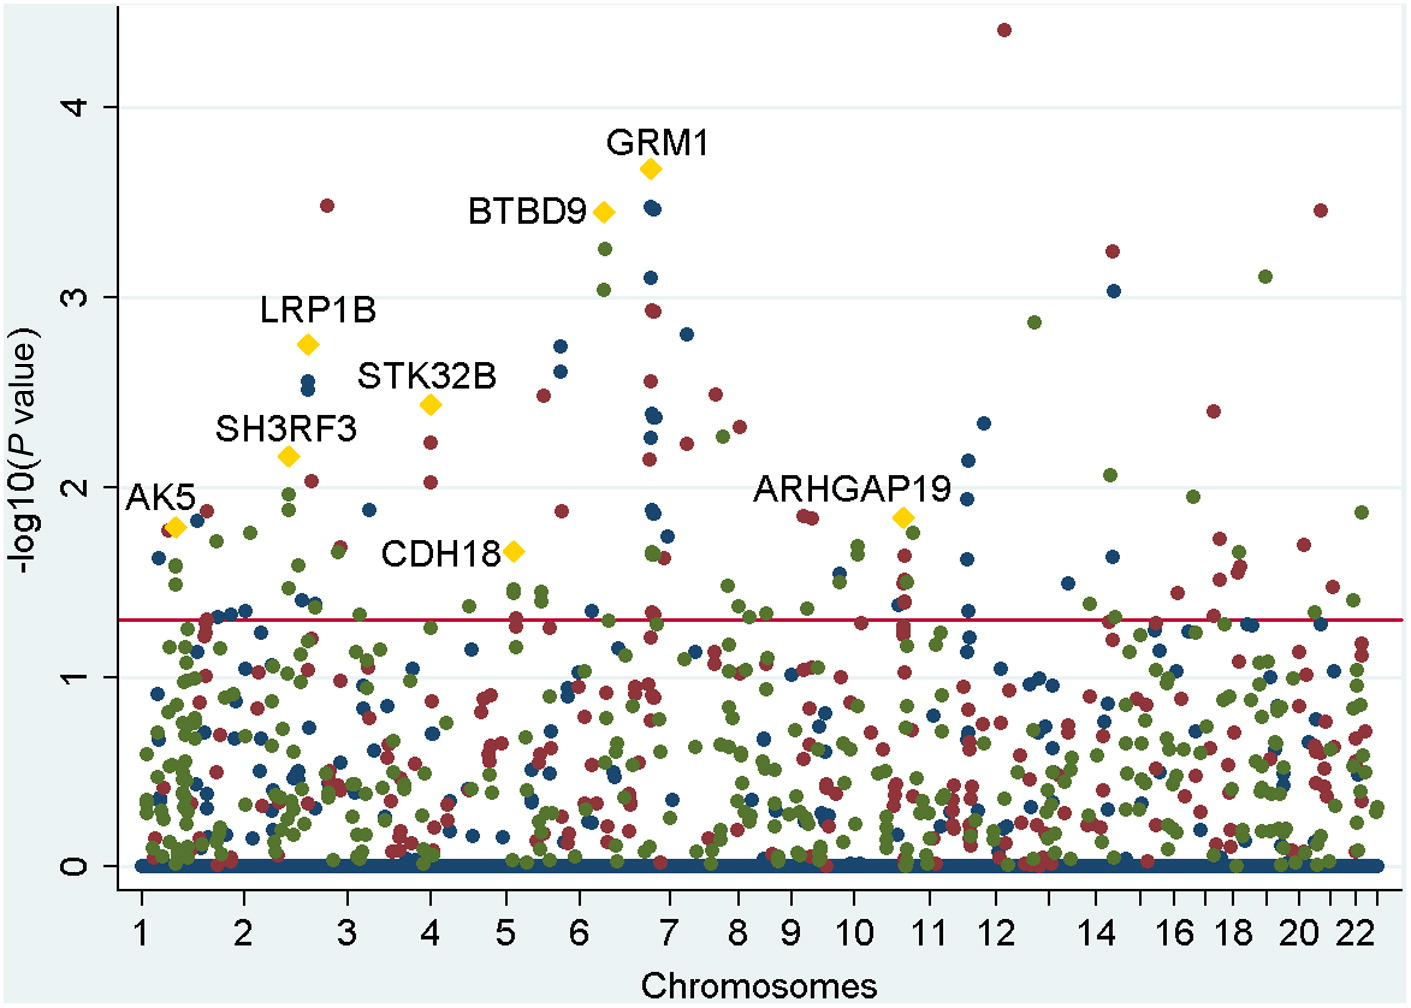 4
GRM1
BTBD9
3
LRP1B
STK32B
SH3RF3
2
AK5
ARHGAP19
CDH18
1
0
-log10(P value)
1 2 3 4 5 6 7 8 9 10 11 12 14 16 18 20 22
Chromosomes